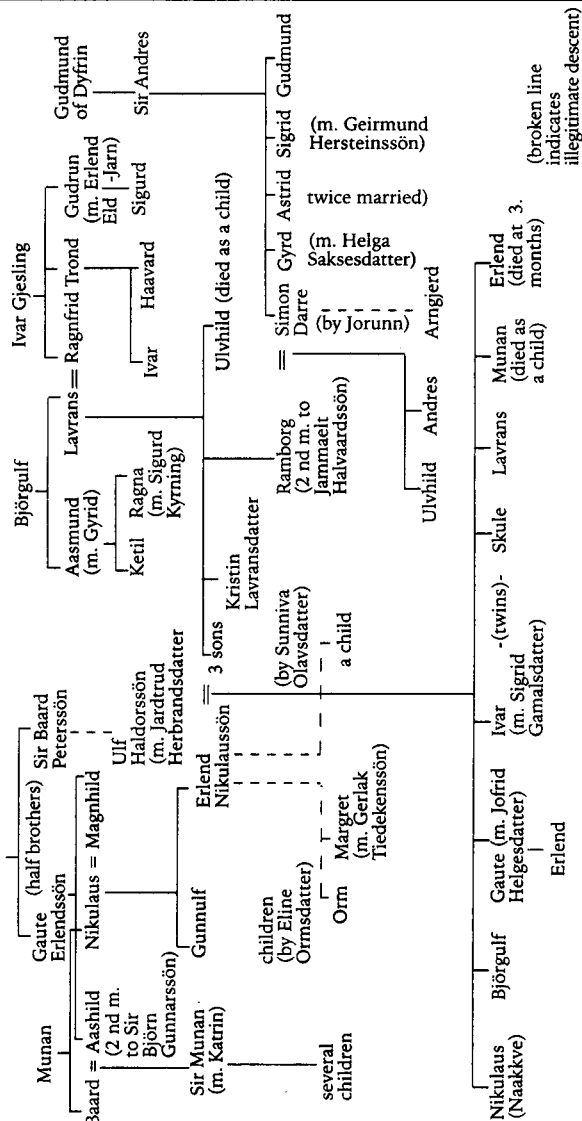 Munan
Gaute (half brothers) Sir Baard
Erlendssön Peterssön
Björgulf
Ivar Gjesling
Gudmund
of Dyfrin
Baard = Aashild
(2 nd m.
to Sir
Björn
Gunnarssön)
Nikulaus = Magnhild
Ulf
Haldorssön
(m. Jardtrud
Herbrandsdatter)
Aasmund
(m. Gyrid)
Lavrans = Ragnfrid
Trond
Gudrun
(m. Erlend
Eld -Jarn)
Sir Andres
Ketil
Ragna
(m. Sigurd
Kyrning)
Ivar
Haavard
Sigurd
Sir Munan
(m. Katrin)
Gunnulf
Erlend
Nikulaussön
= 3 sons
Kristin
Lavransdatter
Ulvhild (died as a child)
several
children
children
(by Eline
Ormsdatter)
(by Sunniva
Olavsdatter)
Ramborg
(2 nd m. to
Jammaelt
Halvaardssön)
= Simon
Darre
(by Jorunn)
Gyrd
(m. Helga
Saksesdatter)
Astrid
twice married)
Sigrid
(m. Geirmund
Hersteinssön)
Gudmund
Orm
Margret
(m. Gerlak
Tiedekenssön)
a child
Ulvhild
Andres
Arngjerd
Nikulaus
(Naakkve)
Björgulf
Gaute (m. Jofrid
Helgesdatter)
Erlend
Ivar -(twins)- Skule
(m. Sigrid
Gamalsdatter)
Lavrans
Munan
(died as
a child)
Erlend
(died at 3.
months)
(broken line
indicates
illegitimate descent)